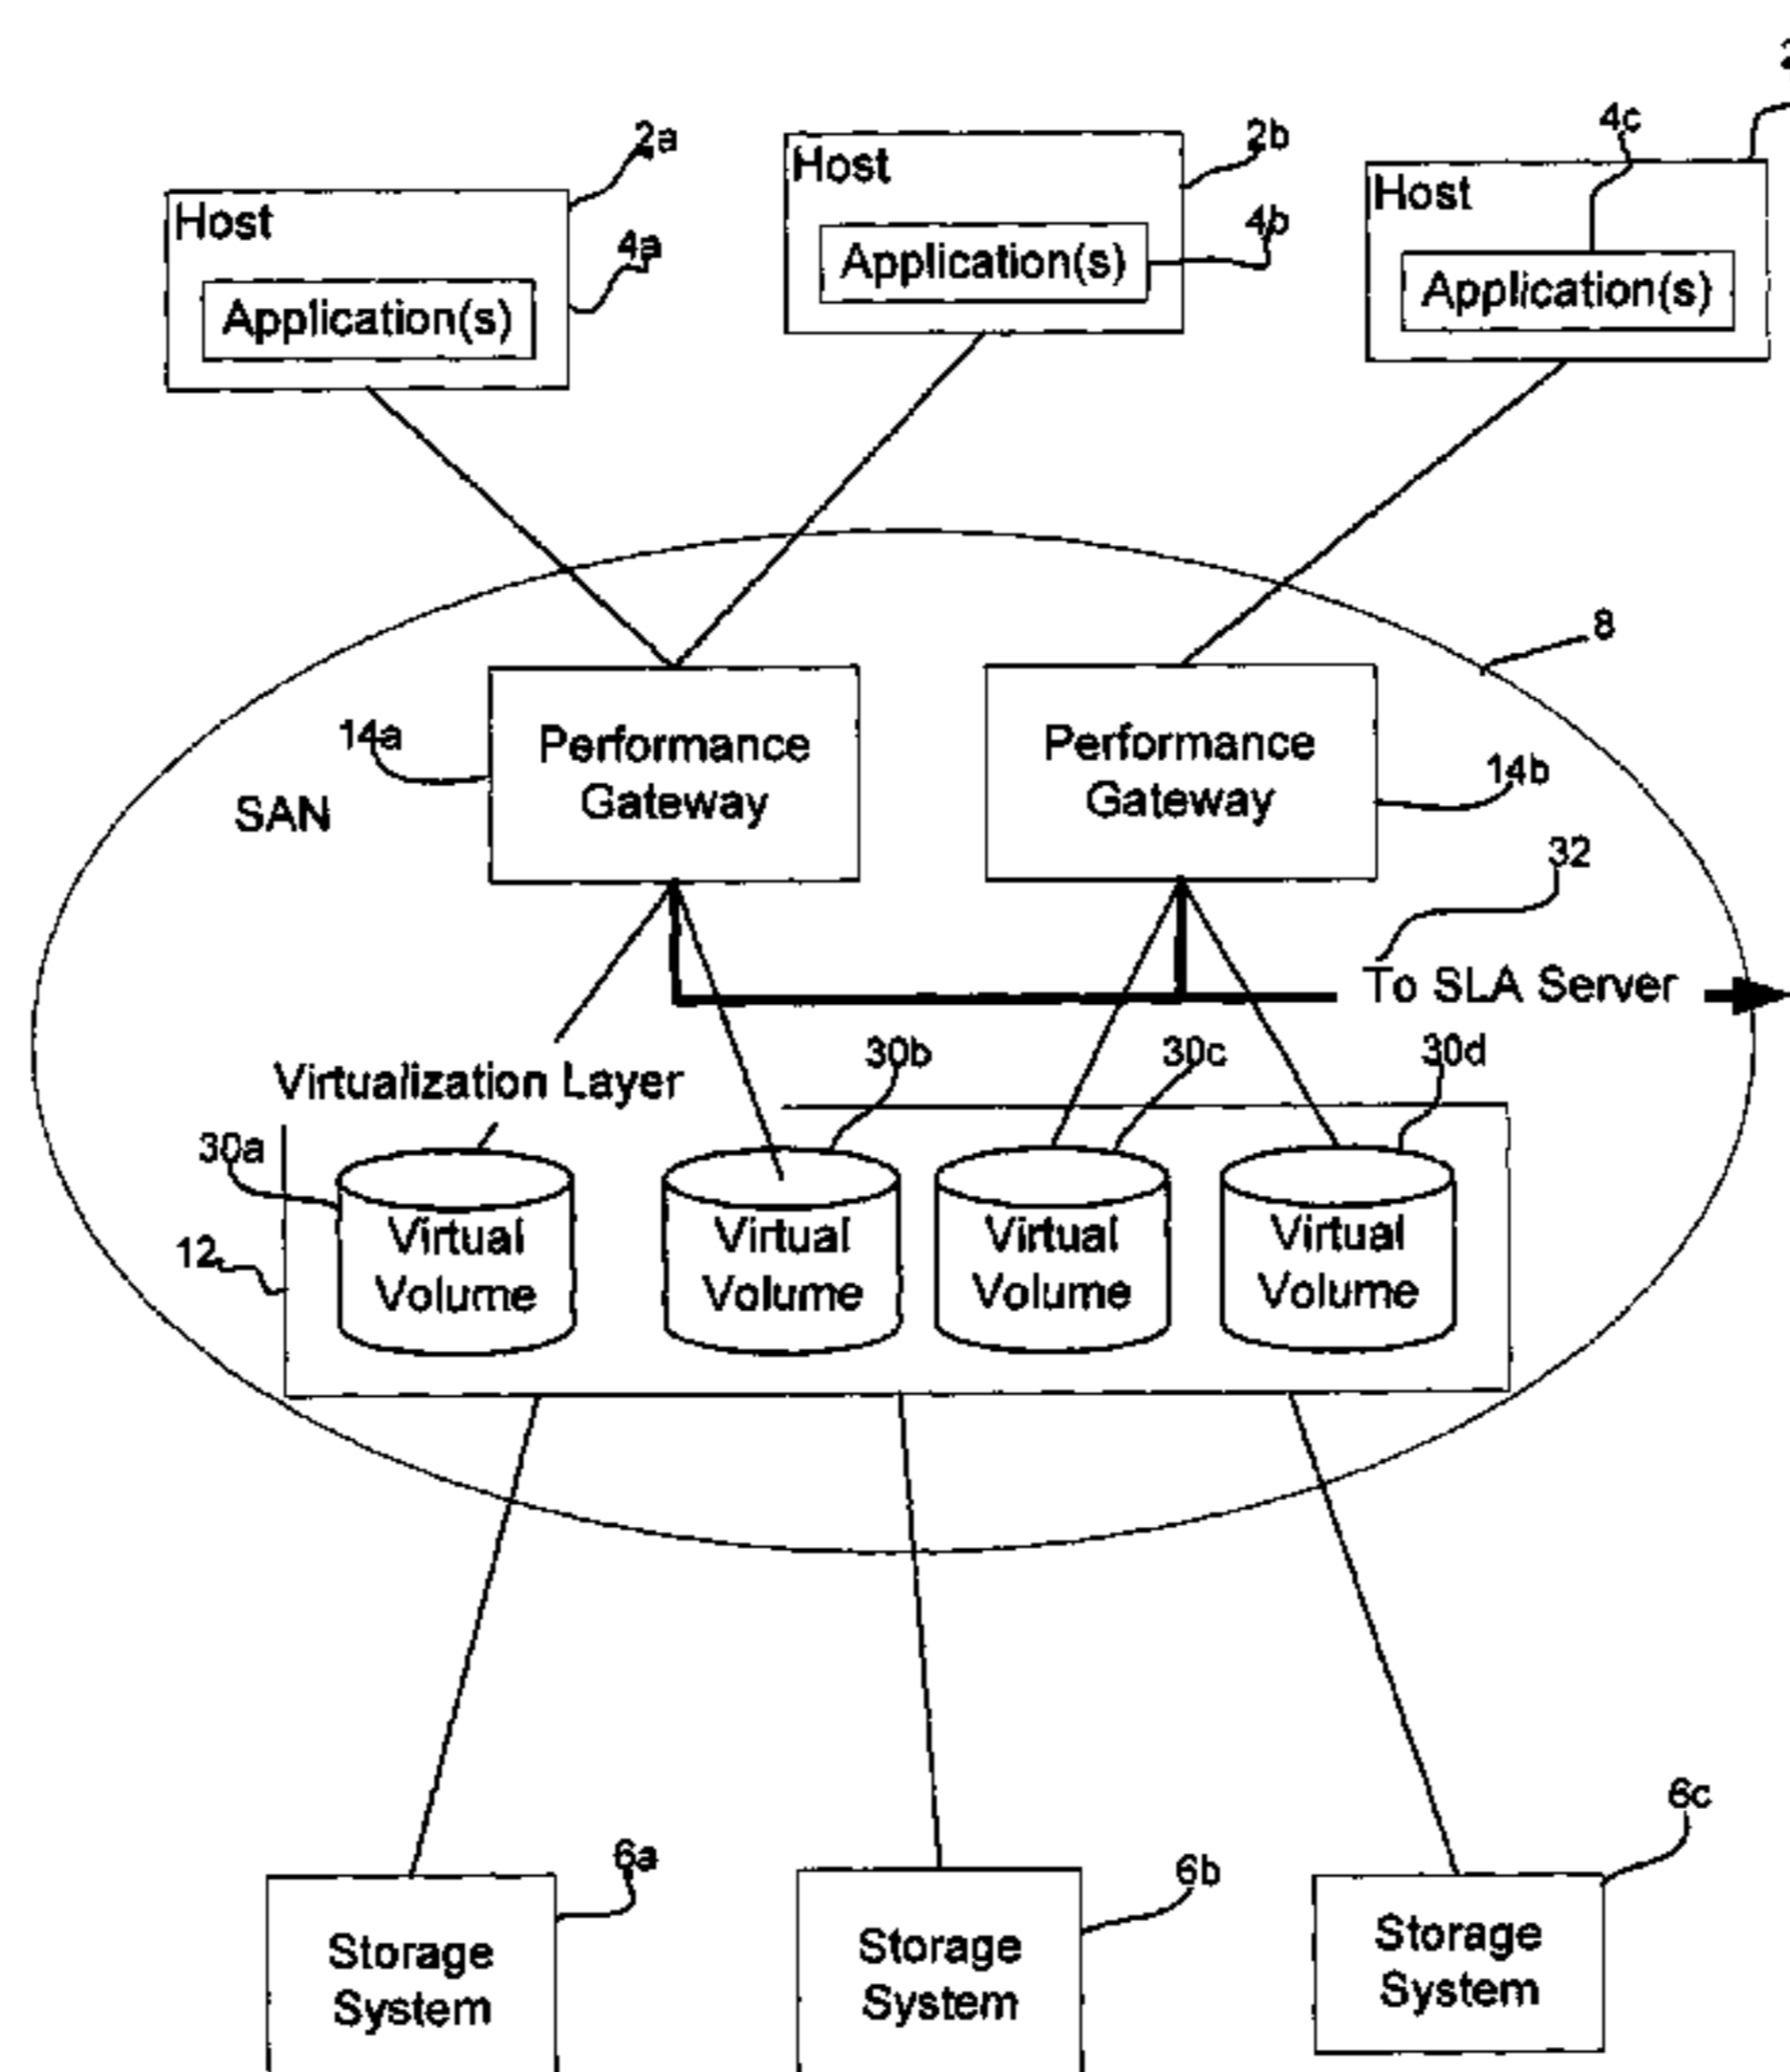 2
4c
2a
2b
Host
Host
Host
4a
4b
Application(s)
Application(s)
Application(s)
8
14a
Performance
Gateway
Performance
Gateway
14b
SAN
32
To SLA Server
30b
30c
30d
Virtualization Layer
30a
12
Virtual
Volume
Virtual
Volume
Virtual
Volume
Virtual
Volume
6a
6b
6c
Storage
System
Storage
System
Storage
System